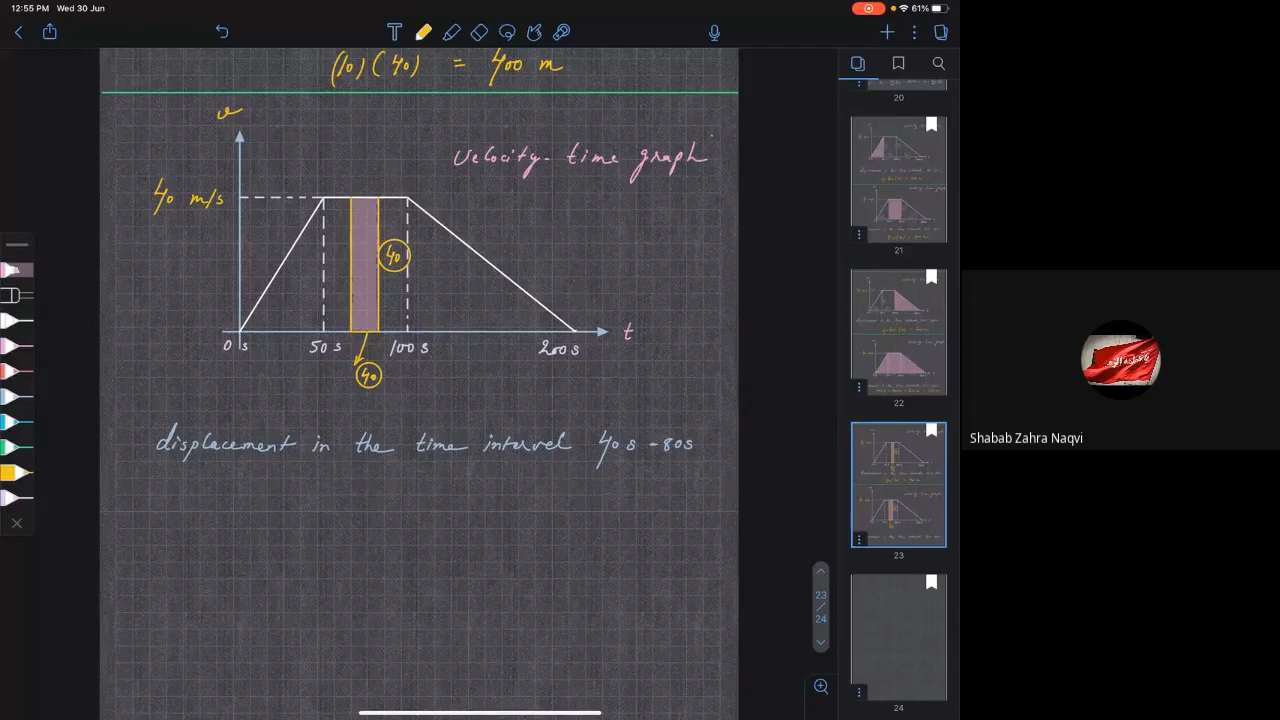 12:55 PM Wed 30 Jun
61%
(10) (40) = 400 m
v
velocity-time graph
40 m/s
40
t
0 s
50 s
100 s
200 s
40
displacement in the time interval 40 s - 80s
20
21
22
23
24
23
/
24
Shabab Zahra Naqvi